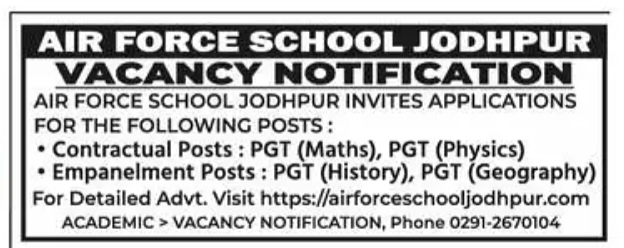 AIR FORCE SCHOOL JODHPUR
VACANCY NOTIFICATION
AIR FORCE SCHOOL JODHPUR INVITES APPLICATIONS
FOR THE FOLLOWING POSTS :
• Contractual Posts : PGT (Maths), PGT (Physics)
• Empanelment Posts : PGT (History), PGT (Geography)
For Detailed Advt. Visit https://airforceschooljodhpur.com
ACADEMIC > VACANCY NOTIFICATION, Phone 0291-2670104